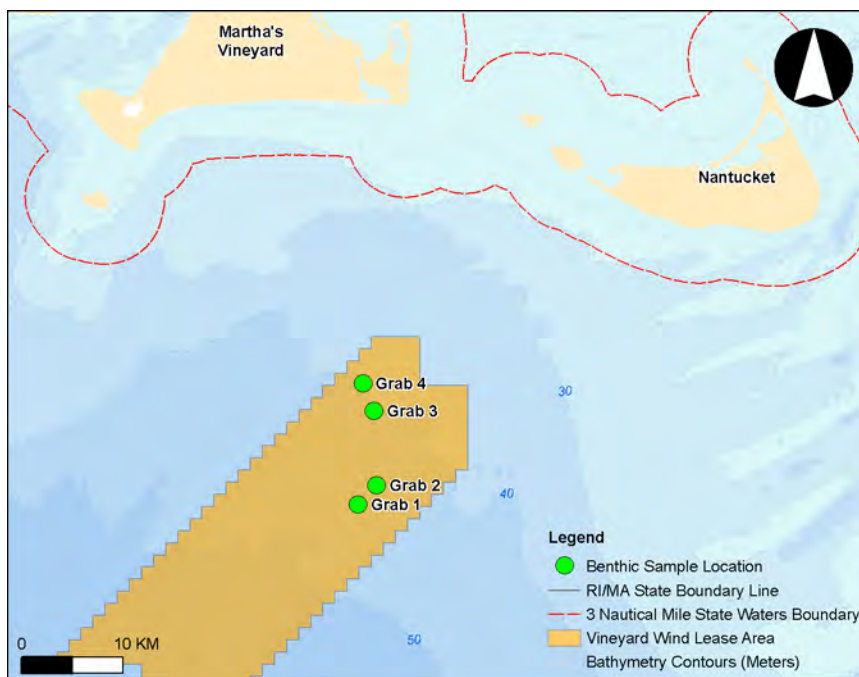 Martha's
Vineyard
Nantucket
Grab 4
Grab 3
30
Grab 2
40
Grab 1
Legend
Benthic Sample Location
RI/MA State Boundary Line
3 Nautical Mile State Waters Boundary
Vineyard Wind Lease Area
Bathymetry Contours (Meters)
50
0 10 KM